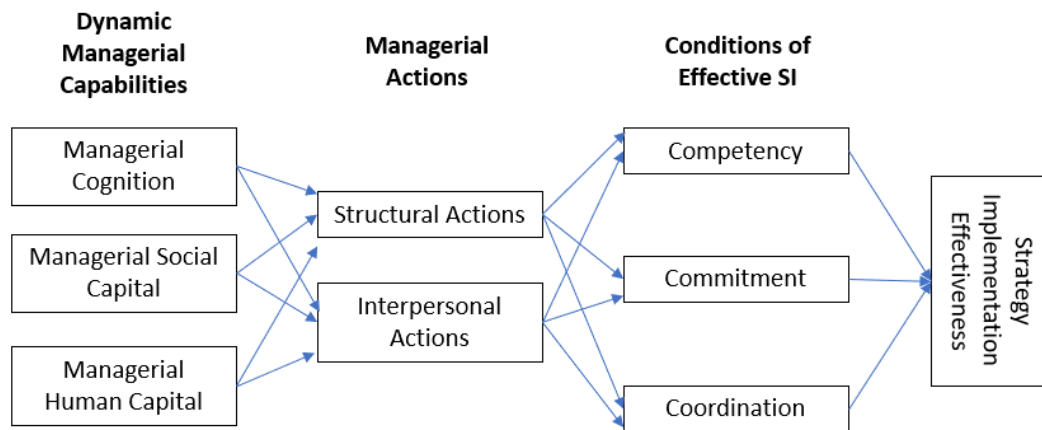 Dynamic
Managerial
Capabilities
Managerial
Actions
Conditions of
Effective SI
Managerial
Cognition
Managerial Social
Capital
Managerial
Human Capital
Structural Actions
Interpersonal
Actions
Competency
Commitment
Coordination
Strategy
Implementation
Effectiveness